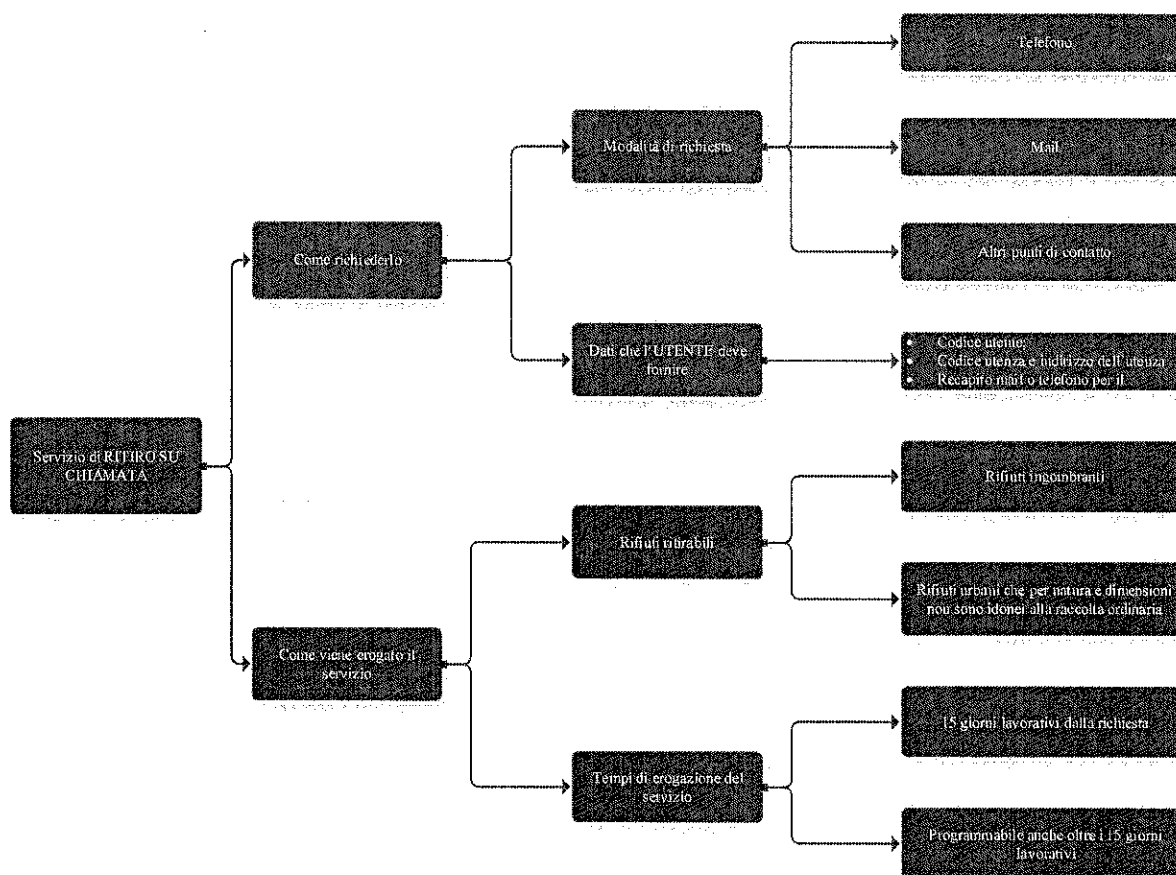 Telefono
Modalità di richiesta
Mail
Come richiederlo
Altri punti di contatto
Dati che l'UTENTE deve
fornire
• Codice utente;
• Codice utenza e indirizzo dell'utenza
• Recapito mail o telefono per il
Servizio di RITIRO SU
CHIAMATA
Rifiuti ingombranti
Rifiuti ritirabili
Rifiuti urbani che per natura e dimensioni
non sono idonei alla raccolta ordinaria
Come viene erogato il
servizio
15 giorni lavorativi dalla richiesta
Tempi di erogazione del
servizio
Programmabile anche oltre i 15 giorni
lavorativi